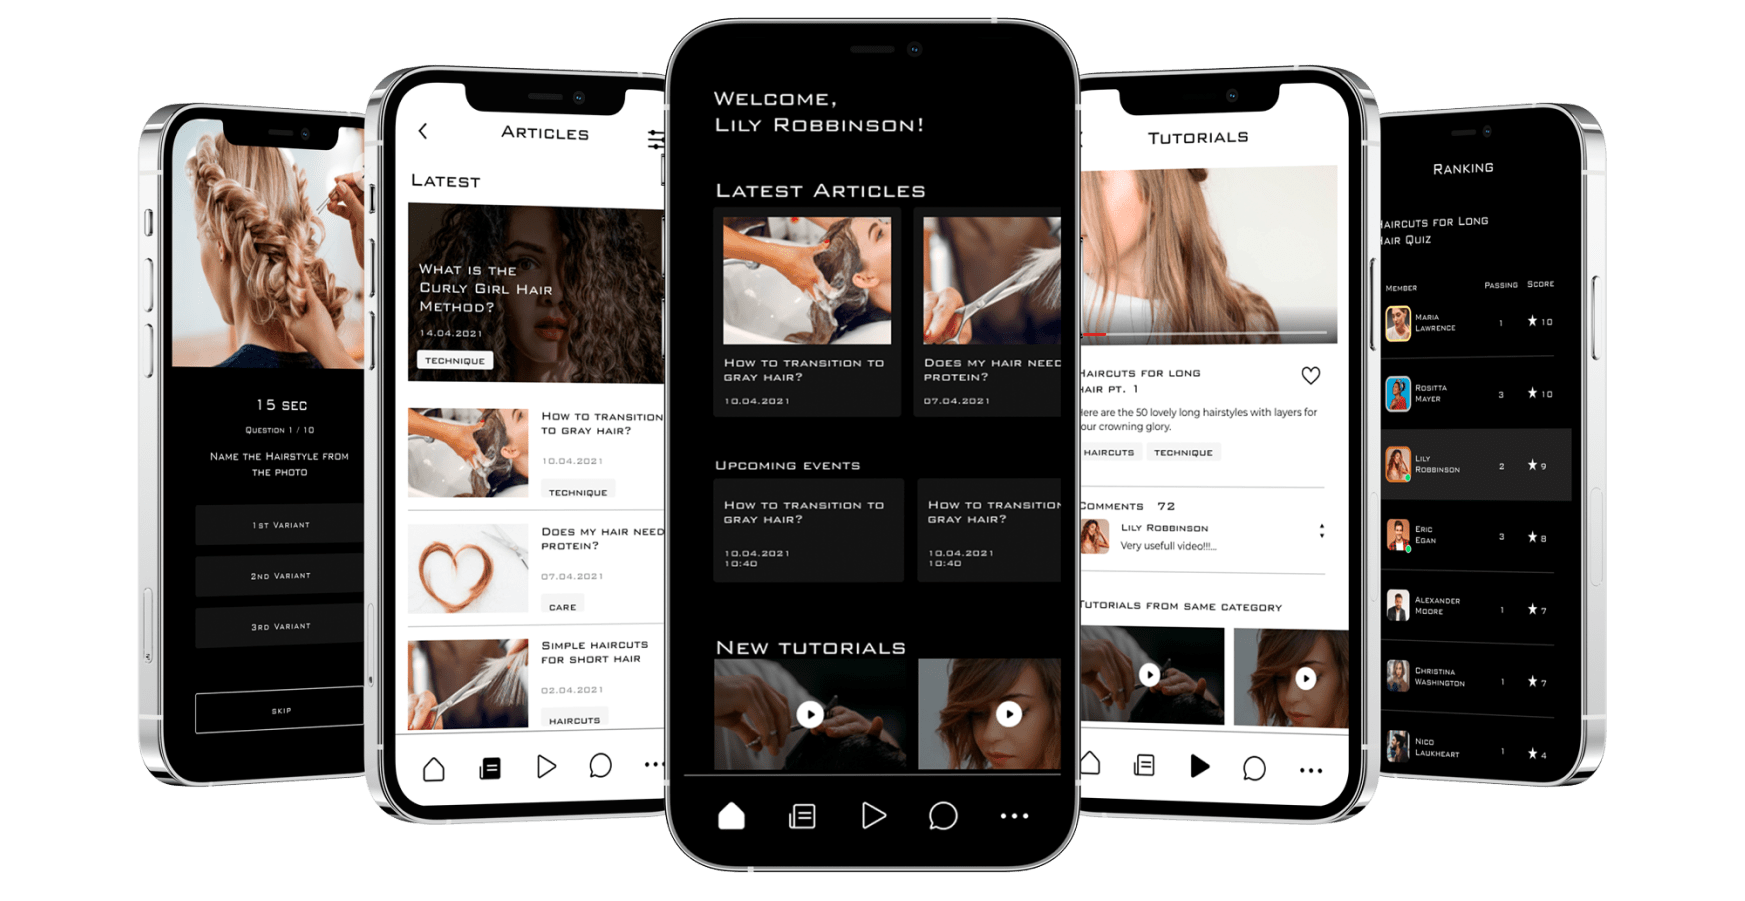 15 SEC
QUESTION 1 / 10
NAME THE HAIRSTYLE FROM
THE PHOTO
1ST VARIANT
2ND VARIANT
3RD VARIANT
SKIP
ARTICLES
LATEST
WHAT IS THE
CURLY GIRL HAIR
METHOD?
14.04.2021
TECHNIQUE
HOW TO TRANSITION
TO GRAY HAIR?
10.04.2021
TECHNIQUE
DOES MY HAIR NEED
PROTEIN?
07.04.2021
CARE
SIMPLE HAIRCUTS
FOR SHORT HAIR
02.04.2021
HAIRCUTS
WELCOME,
LILY ROBBINSON!
LATEST ARTICLES
HOW TO TRANSITION TO
GRAY HAIR?
10.04.2021
DOES MY HAIR NEED
PROTEIN?
07.04.2021
UPCOMING EVENTS
HOW TO TRANSITION TO
GRAY HAIR?
10.04.2021
10:40
HOW TO TRANSITION
GRAY HAIR?
10.04.2021
10:40
NEW TUTORIALS
TUTORIALS
HAIRCUTS FOR LONG
HAIR PT. 1
Here are the 50 lovely long hairstyles with layers for
our crowning glory.
HAIRCUTS TECHNIQUE
COMMENTS 72
LILY ROBBINSON
Very usefull video!!!...
TUTORIALS FROM SAME CATEGORY
RANKING
HAIRCUTS FOR LONG
HAIR QUIZ
MEMBER PASSING SCORE
MARIA
LAWRENCE 1 ★ 10
ROSITTA
MAYER 3 ★ 10
LILY
ROBBINSON 2 ★ 9
ERIC
EGAN 3 ★ 8
ALEXANDER
MOORE 1 ★ 7
CHRISTINA
WASHINGTON 1 ★ 7
NICO
LAUKHEART 1 ★ 4